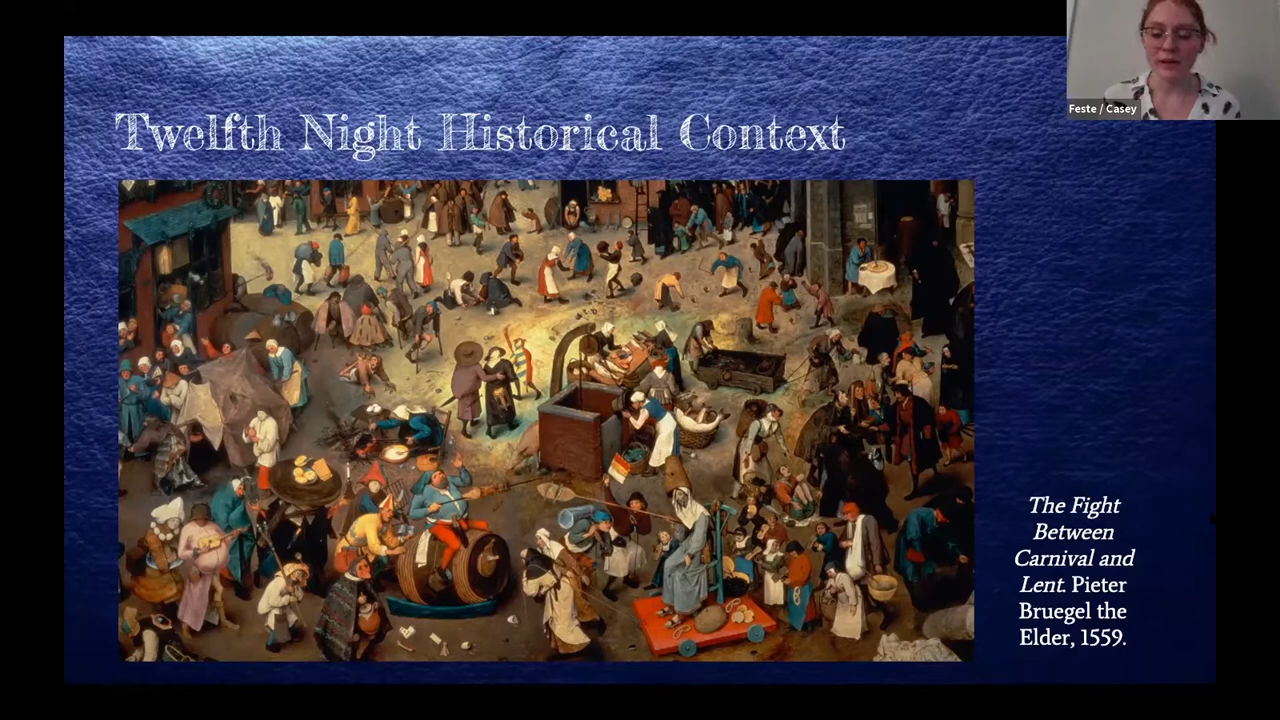 Feste / Casey
Twelfth Night Historical Context
The Fight
Between
Carnival and
Lent. Pieter
Bruegel the
Elder, 1559.